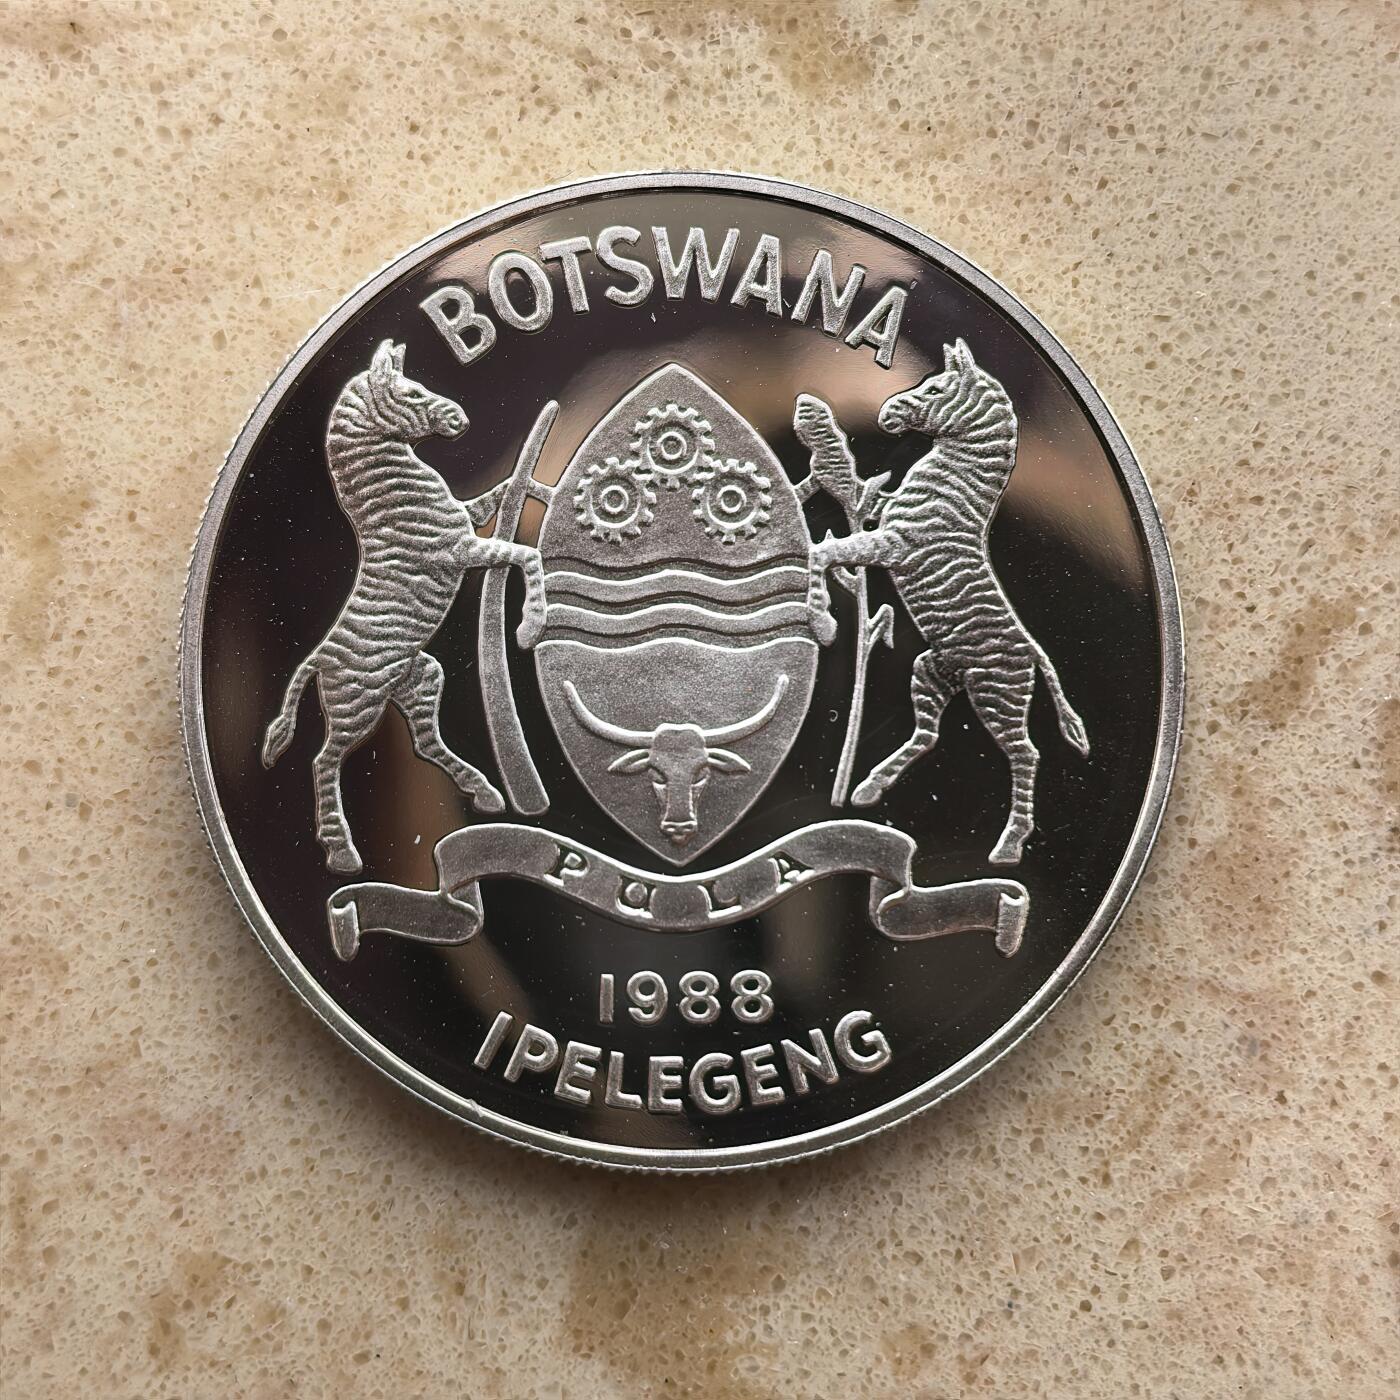 BOTSWANA
PULA
1988
IPELEGENG